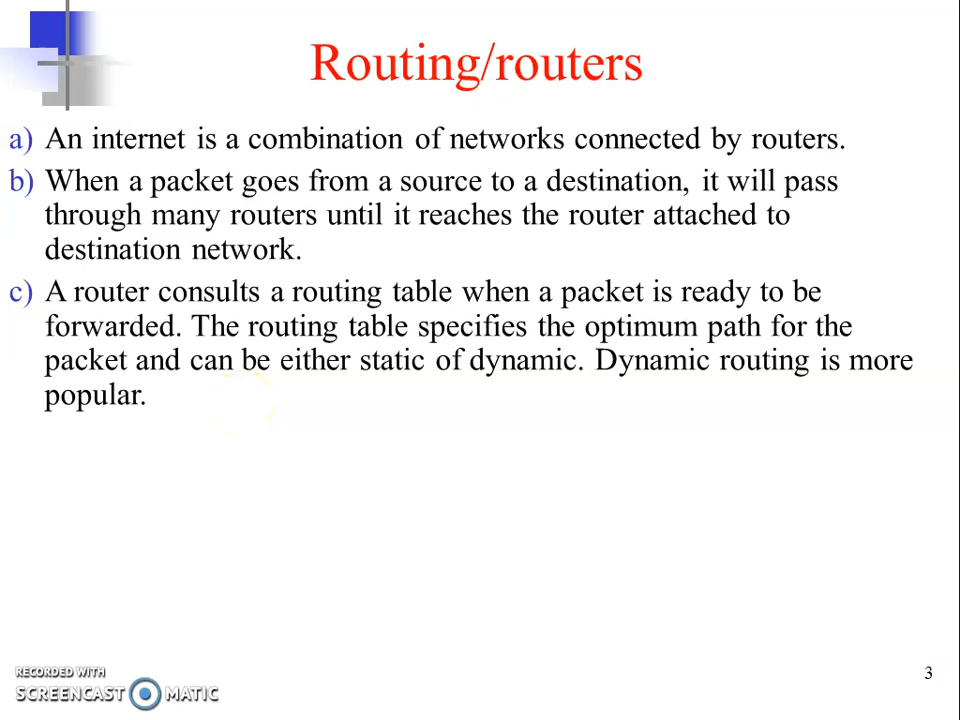 Routing/routers
a) An internet is a combination of networks connected by routers.
b) When a packet goes from a source to a destination, it will pass
through many routers until it reaches the router attached to
destination network.
c) A router consults a routing table when a packet is ready to be
forwarded. The routing table specifies the optimum path for the
packet and can be either static of dynamic. Dynamic routing is more
popular.
RECORDED WITH
SCREENCAST MATIC
3